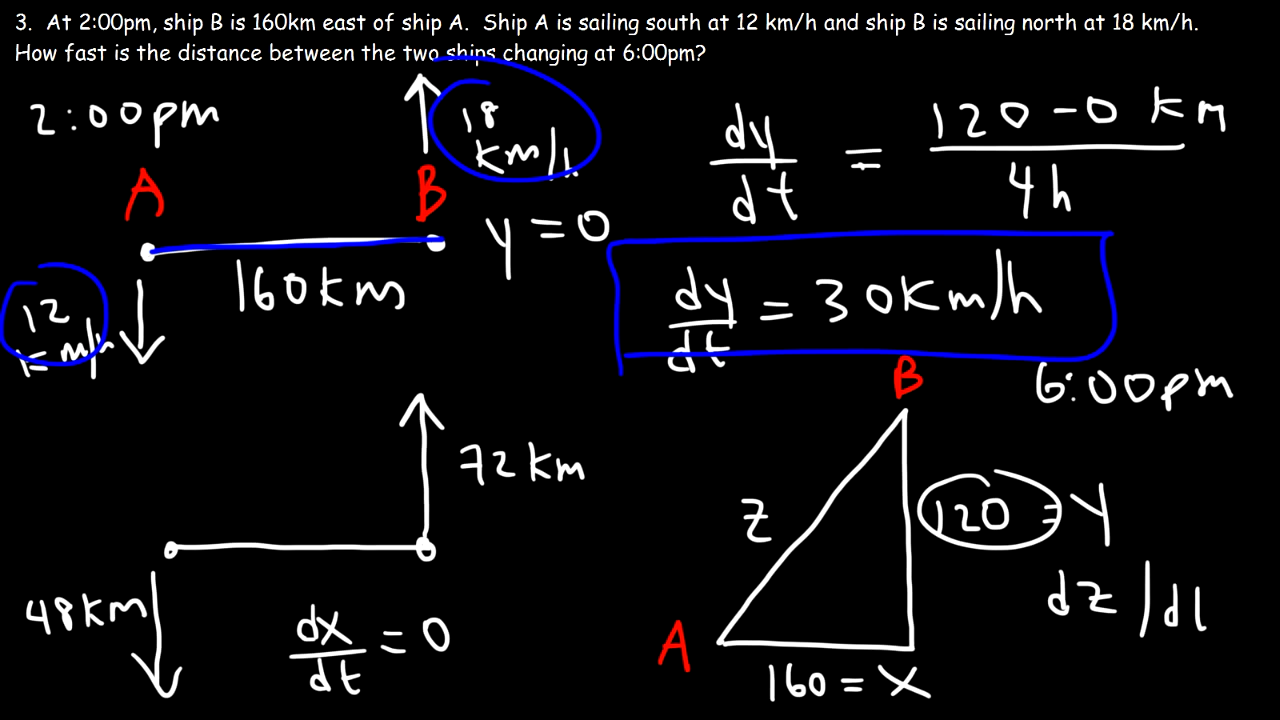 3. At 2:00pm, ship B is 160km east of ship A. Ship A is sailing south at 12 km/h and ship B is sailing north at 18 km/h.
How fast is the distance between the two ships changing at 6:00pm?
2:00pm
18
km/h
A
B
y = 0
160km
12
km/h
dy/dt = 120 - 0 km/4h
dy/dt = 30km/h
6:00pm
72km
48km
dx/dt = 0
B
z
120 = y
dz/dt
A
160 = x